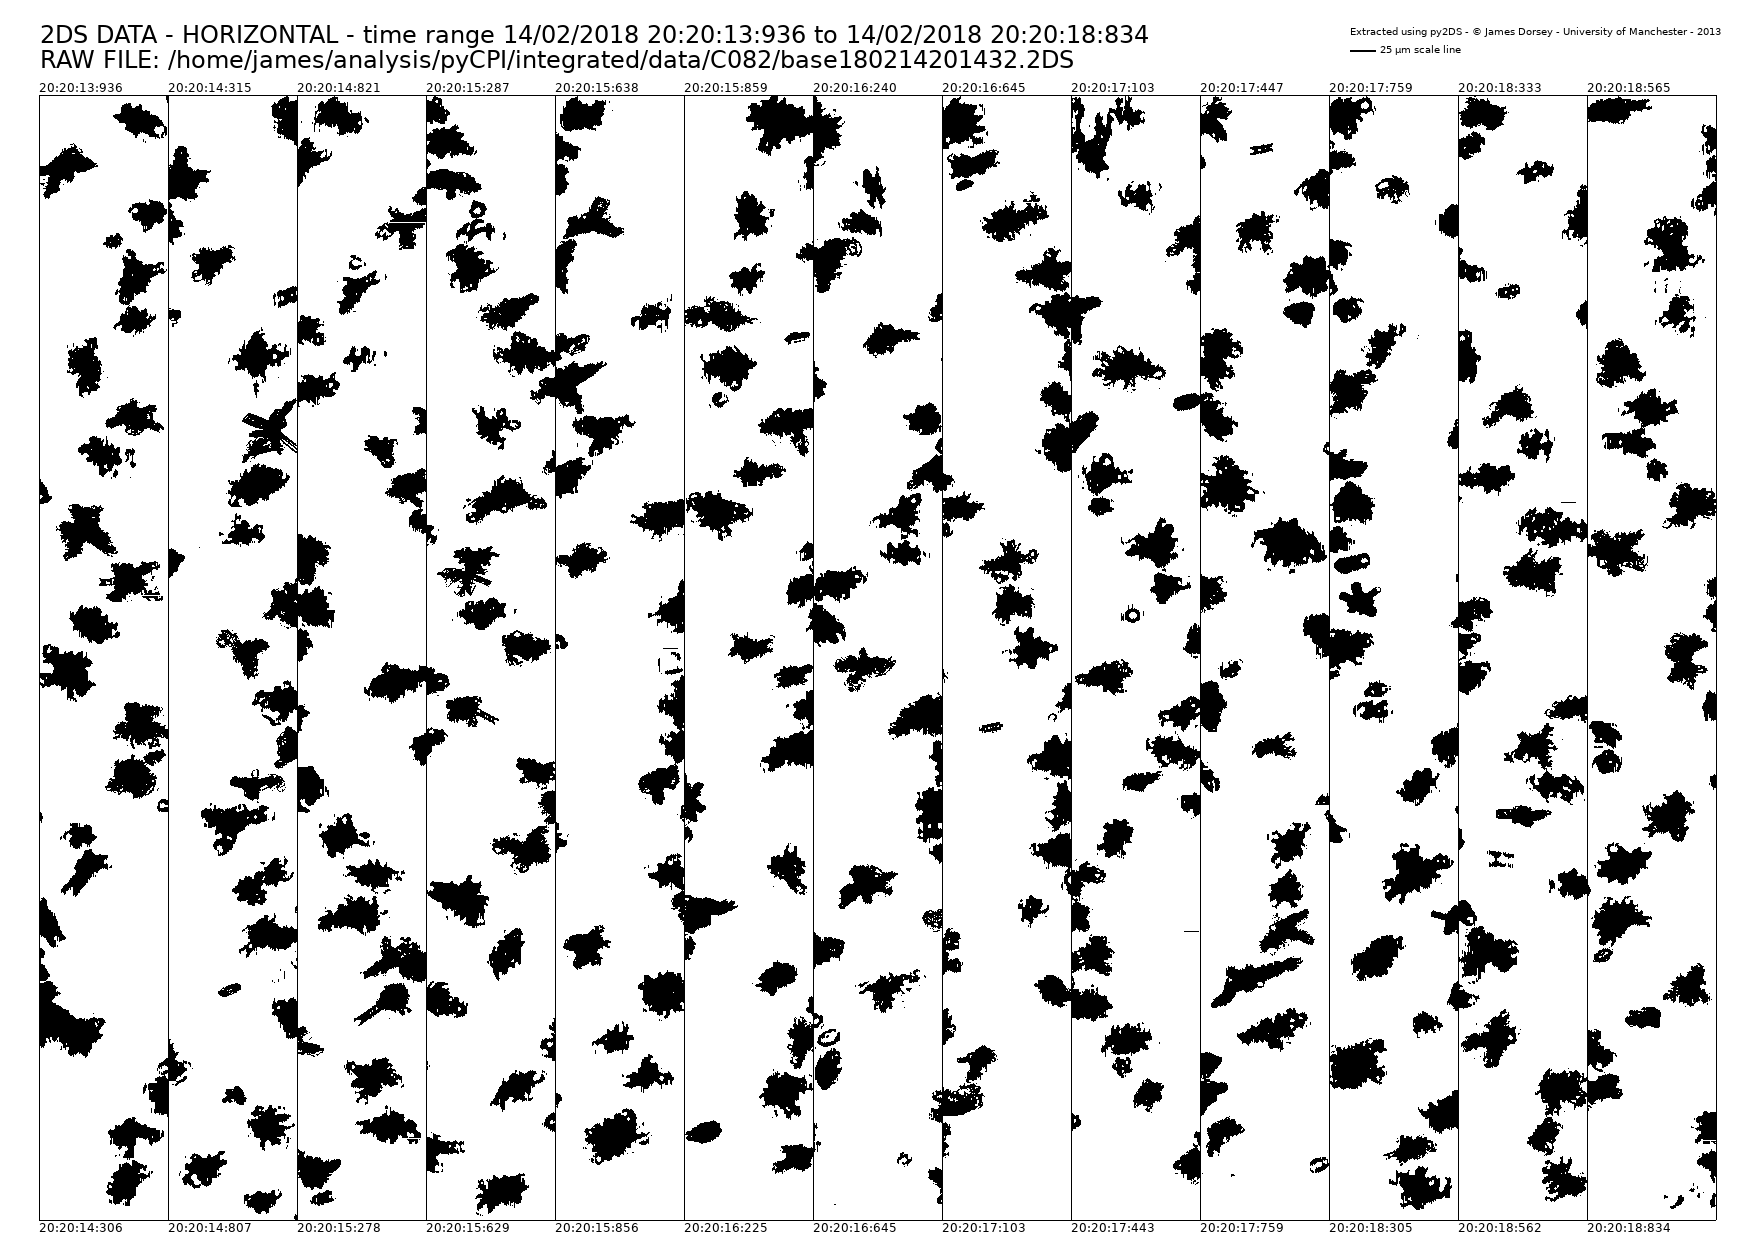 2DS DATA - HORIZONTAL - time range 14/02/2018 20:20:13:936 to 14/02/2018 20:20:18:834
RAW FILE: /home/james/analysis/pyCPI/integrated/data/C082/base180214201432.2DS
Extracted using py2DS - © James Dorsey - University of Manchester - 2013
25 µm scale line
20:20:13:936 20:20:14:315 20:20:14:821 20:20:15:287 20:20:15:638 20:20:15:859 20:20:16:240 20:20:16:645 20:20:17:103 20:20:17:447 20:20:17:759 20:20:18:333 20:20:18:565
20:20:14:306 20:20:14:807 20:20:15:278 20:20:15:629 20:20:15:856 20:20:16:225 20:20:16:645 20:20:17:103 20:20:17:443 20:20:17:759 20:20:18:305 20:20:18:562 20:20:18:834